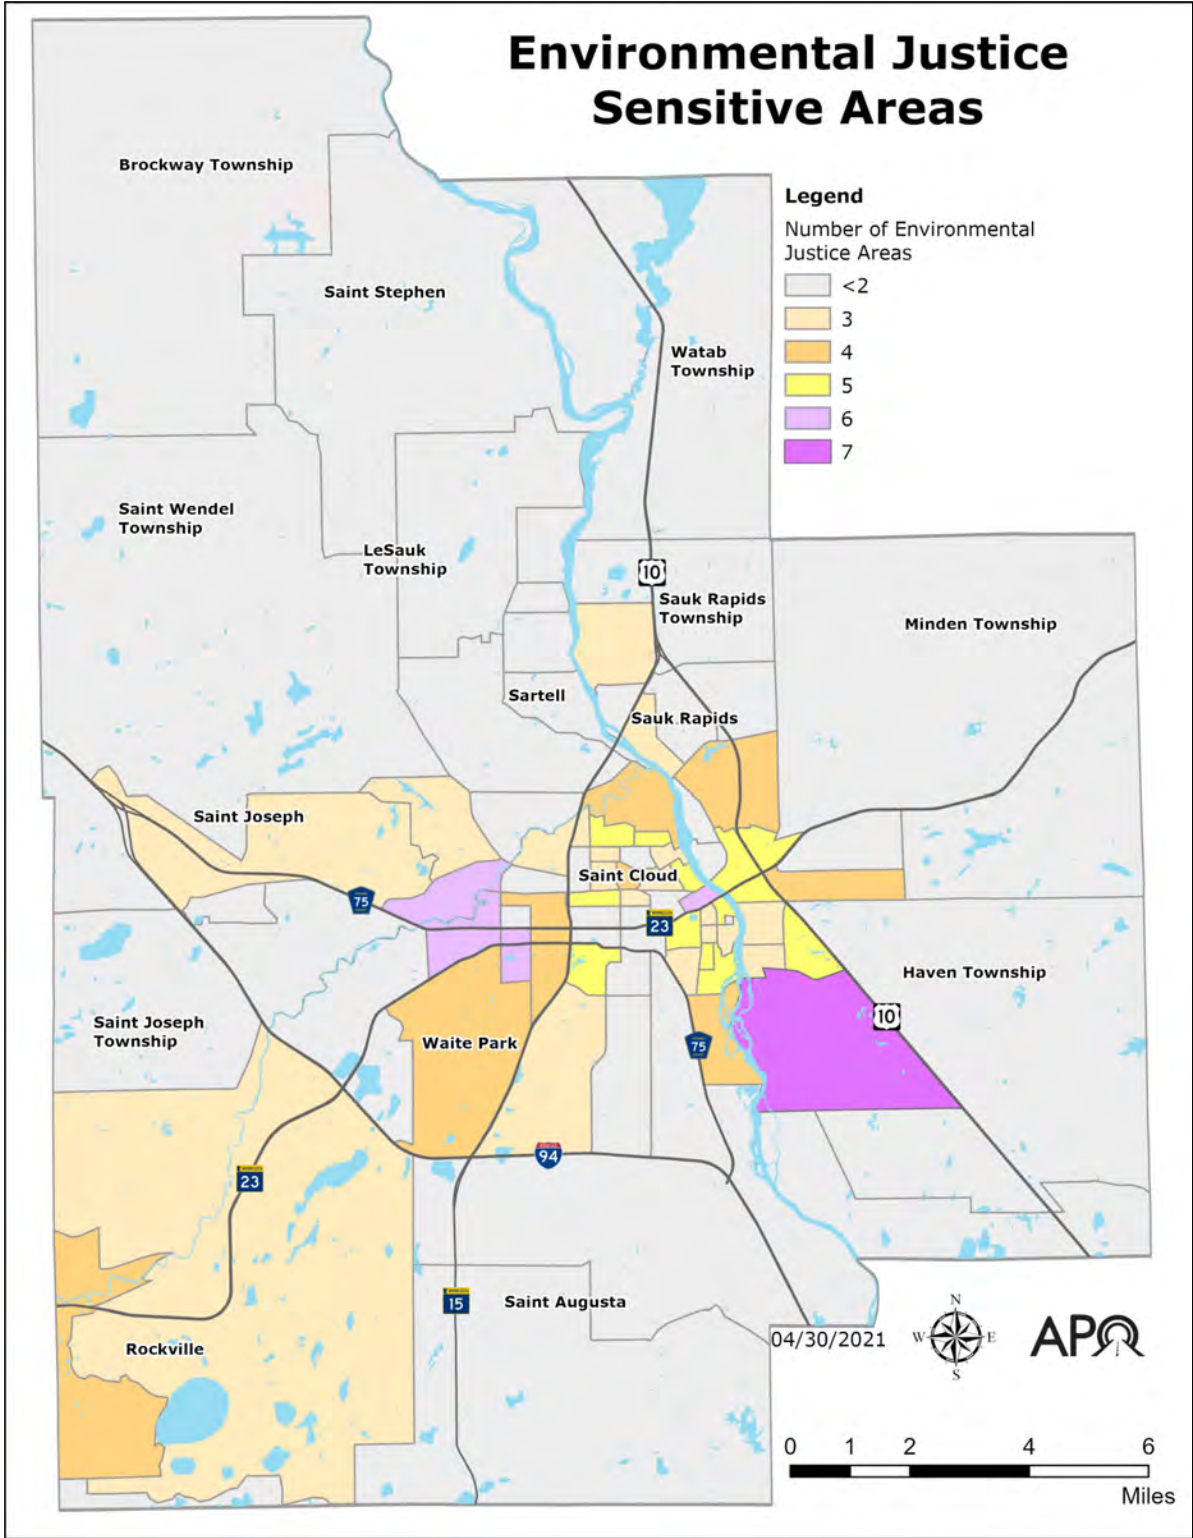 Environmental Justice
Sensitive Areas
Legend
Number of Environmental
Justice Areas
<2
3
4
5
6
7
Brockway Township
Saint Stephen
Watab
Township
Saint Wendel
Township
LeSauk
Township
10
Sauk Rapids
Township
Minden Township
Sartell
Sauk Rapids
Saint Joseph
Saint Cloud
75
23
Haven Township
10
Saint Joseph
Township
Waite Park
75
94
23
15
Saint Augusta
Rockville
04/30/2021
N
W
E
S
APO
0 1 2 4 6
Miles